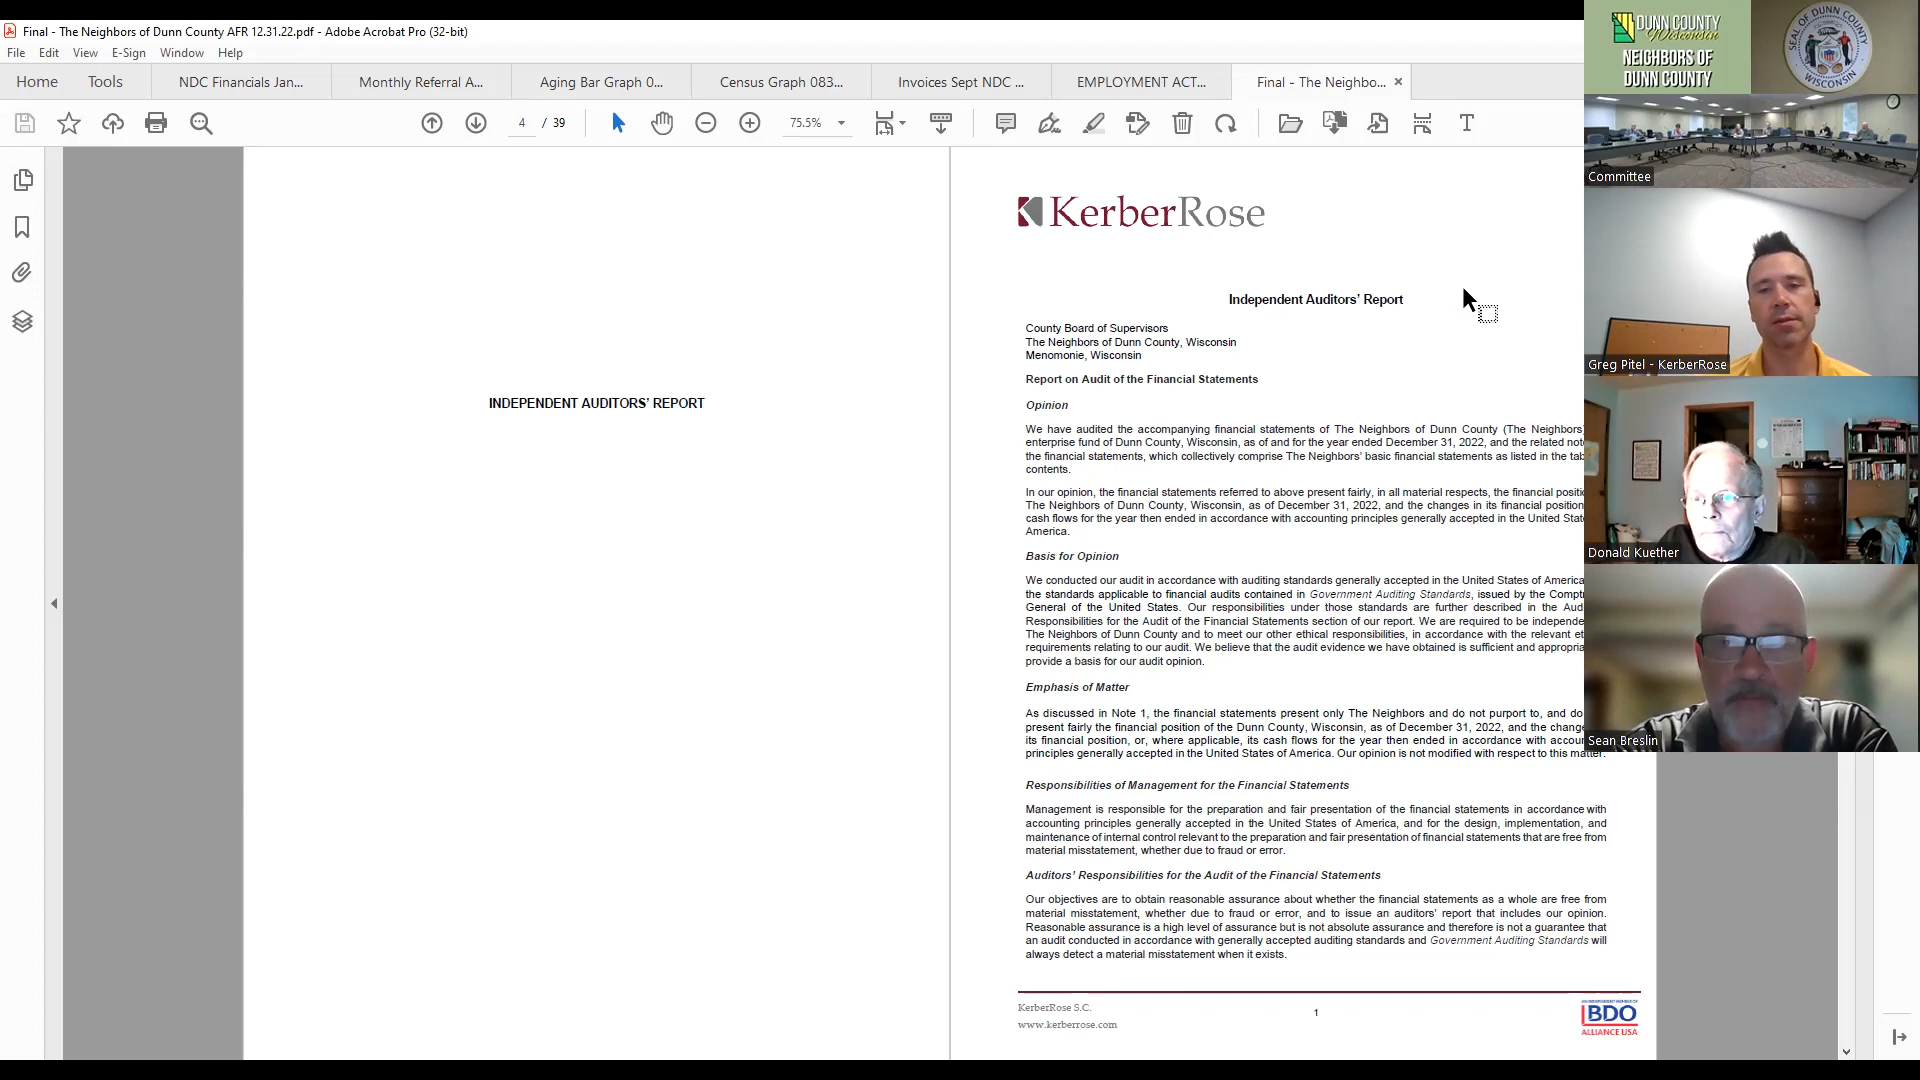 Final - The Neighbors of Dunn County AFR 12.31.22.pdf - Adobe Acrobat Pro (32-bit)
File Edit View E-Sign Window Help
Home Tools NDC Financials Jan... Monthly Referral A... Aging Bar Graph 0... Census Graph 083... Invoices Sept NDC ... EMPLOYMENT ACT... Final - The Neighbo... ×
4 / 39 75.5%
INDEPENDENT AUDITORS' REPORT
KerberRose
Independent Auditors' Report
County Board of Supervisors
The Neighbors of Dunn County, Wisconsin
Menomonie, Wisconsin
Report on Audit of the Financial Statements
Opinion
We have audited the accompanying financial statements of The Neighbors of Dunn County (The Neighbors)
enterprise fund of Dunn County, Wisconsin, as of and for the year ended December 31, 2022, and the related
the financial statements, which collectively comprise The Neighbors' basic financial statements as listed in the
contents.
In our opinion, the financial statements referred to above present fairly, in all material respects, the financial
The Neighbors of Dunn County, Wisconsin, as of December 31, 2022, and the changes in its financial position
cash flows for the year then ended in accordance with accounting principles generally accepted in the United
America.
Basis for Opinion
We conducted our audit in accordance with auditing standards generally accepted in the United States of America
the standards applicable to financial audits contained in Government Auditing Standards, issued by the
General of the United States. Our responsibilities under those standards are further described in the
Responsibilities for the Audit of the Financial Statements section of our report. We are required to be
The Neighbors of Dunn County and to meet our other ethical responsibilities, in accordance with the relevant
requirements relating to our audit. We believe that the audit evidence we have obtained is sufficient and
provide a basis for our audit opinion.
Emphasis of Matter
As discussed in Note 1, the financial statements present only The Neighbors and do not purport to, and do
present fairly the financial position of the Dunn County, Wisconsin, as of December 31, 2022, and the
its financial position, or, where applicable, its cash flows for the year then ended in accordance with
principles generally accepted in the United States of America. Our opinion is not modified with respect to this matter.
Responsibilities of Management for the Financial Statements
Management is responsible for the preparation and fair presentation of the financial statements in accordance with
accounting principles generally accepted in the United States of America, and for the design, implementation, and
maintenance of internal control relevant to the preparation and fair presentation of financial statements that are free from
material misstatement, whether due to fraud or error.
Auditors' Responsibilities for the Audit of the Financial Statements
Our objectives are to obtain reasonable assurance about whether the financial statements as a whole are free from
material misstatement, whether due to fraud or error, and to issue an auditors' report that includes our opinion.
Reasonable assurance is a high level of assurance but is not absolute assurance and therefore is not a guarantee that
an audit conducted in accordance with generally accepted auditing standards and Government Auditing Standards will
always detect a material misstatement when it exists.
KerberRose S.C.
www.kerberrose.com
1
BDO
ALLIANCE USA
DUNN COUNTY
Wisconsin
NEIGHBORS OF
DUNN COUNTY
SEAL OF DUNN COUNTY
WISCONSIN
Committee
Greg Pitel - KerberRose
Donald Kuether
Sean Breslin